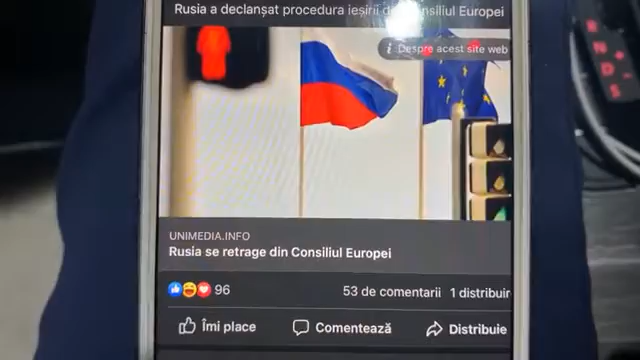 Rusia a declanșat procedura ieșirii din Consiliul Europei
Despre acest site web
UNIMEDIA.INFO
Rusia se retrage din Consiliul Europei
96
53 de comentarii
1 distribuir
Îmi place
Comentează
Distribuie
R
N +
D -
S